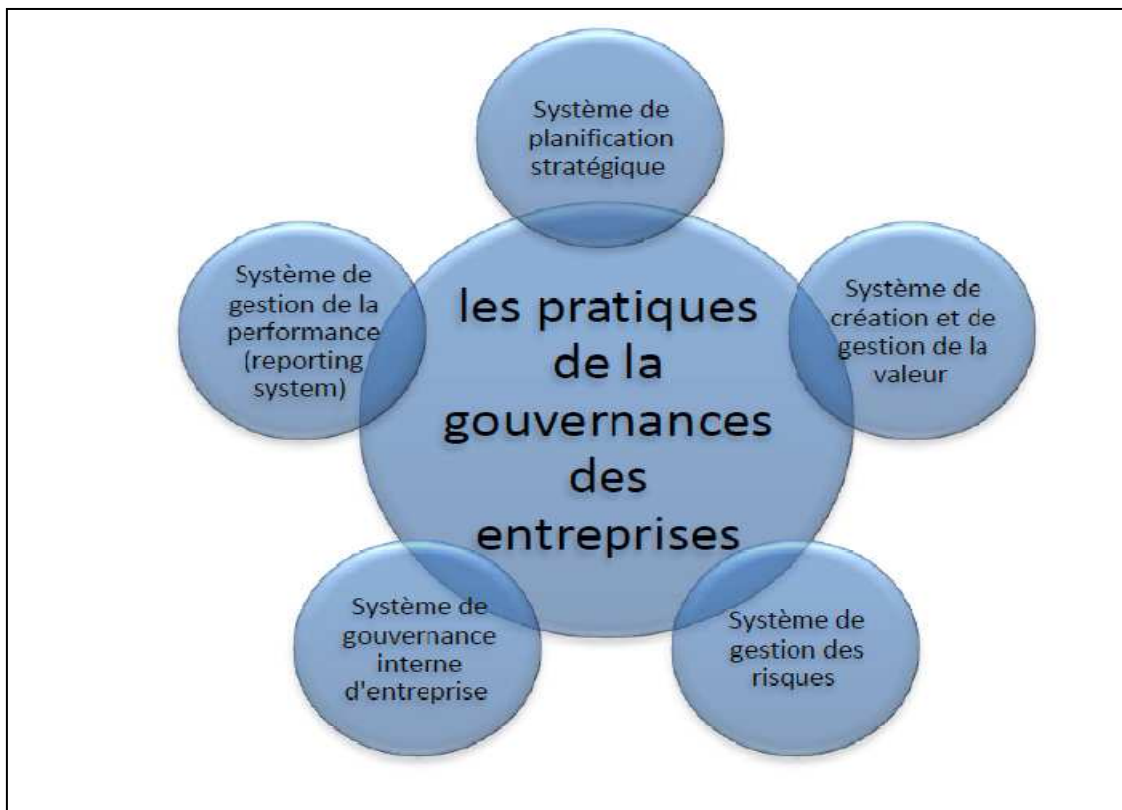 Système de
planification
stratégique
Système de
gestion de la
performance
(reporting
system)
les pratiques
de la
gouvernances
des
entreprises
Système de
création et de
gestion de la
valeur
Système de
gouvernance
interne
d'entreprise
Système de
gestion des
risques